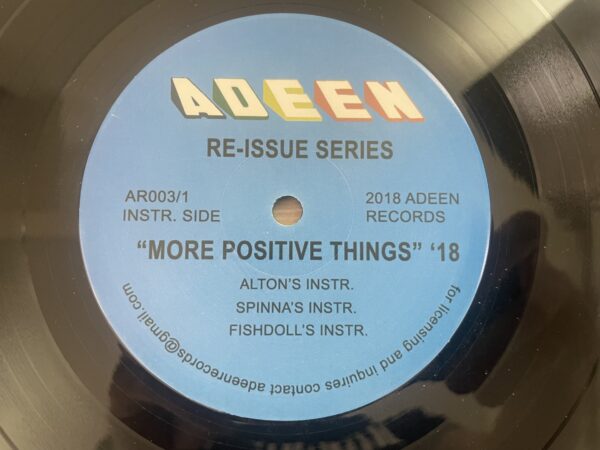 ADEEN
RE-ISSUE SERIES
AR003/1
INSTR. SIDE
2018 ADEEN
RECORDS
“MORE POSITIVE THINGS” ‘18
ALTON'S INSTR.
SPINNA'S INSTR.
FISHDOLL'S INSTR.
for licensing and inquires contact adeenrecords@gmail.com